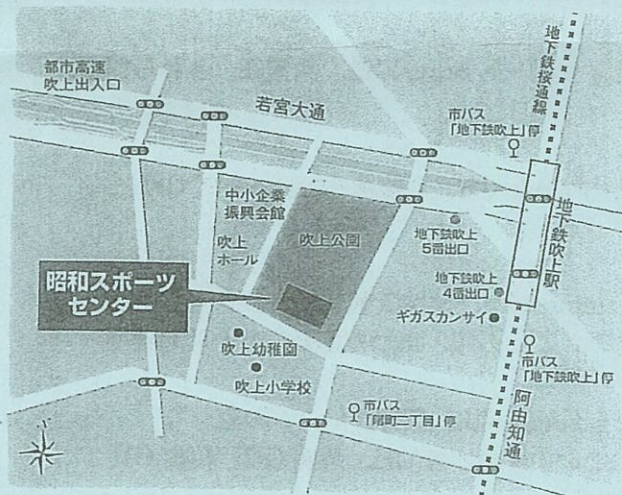 都市高速
吹上出入口
若宮大通
地下鉄桜通線
市バス
「地下鉄吹上」停
中小企業
振興会館
吹上
ホール
吹上公園
地下鉄吹上
5番出口
地下鉄吹上駅
昭和スポーツ
センター
地下鉄吹上
4番出口
ギガスカンサイ
吹上幼稚園
吹上小学校
市バス
「地下鉄吹上」停
市バス
「曙町二丁目」停
阿由知通